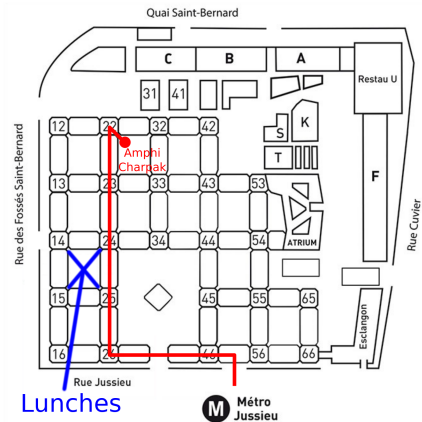 Quai Saint-Bernard
C B A
Restau U
31 41
K
S
12 22 32 42
Amphi
Charpak
T
F
13 23 33 43 53
Rue des Fossés Saint-Bernard
Rue Cuvier
14 24 34 44 54
ATRIUM
15 25 45 55 65
Esclangon
16 26 46 56 66
Rue Jussieu
Lunches
M Métro
Jussieu